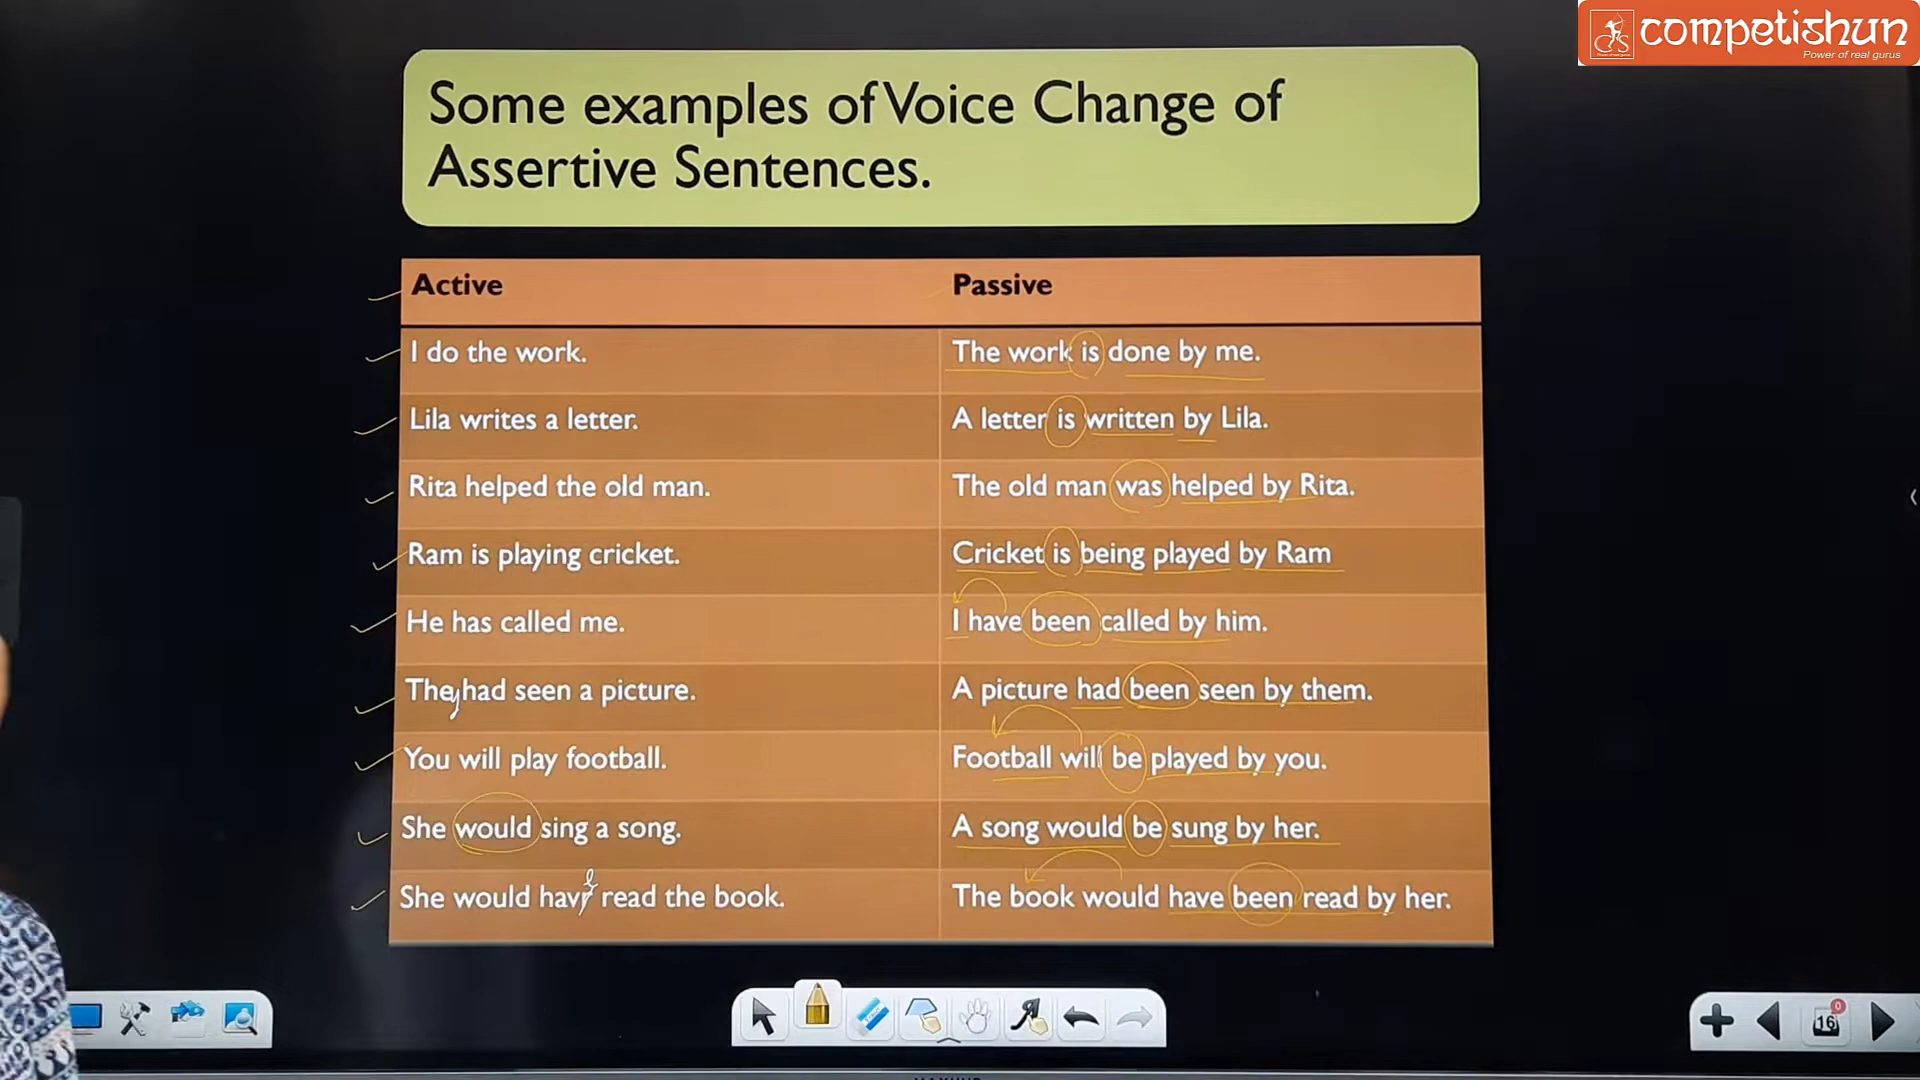 competishun
Power of real gurus
Some examples of Voice Change of
Assertive Sentences.
Active Passive
I do the work. The work is done by me.
Lila writes a letter. A letter is written by Lila.
Rita helped the old man. The old man was helped by Rita.
Ram is playing cricket. Cricket is being played by Ram
He has called me. I have been called by him.
They had seen a picture. A picture had been seen by them.
You will play football. Football will be played by you.
She would sing a song. A song would be sung by her.
She would have read the book. The book would have been read by her.
0
16